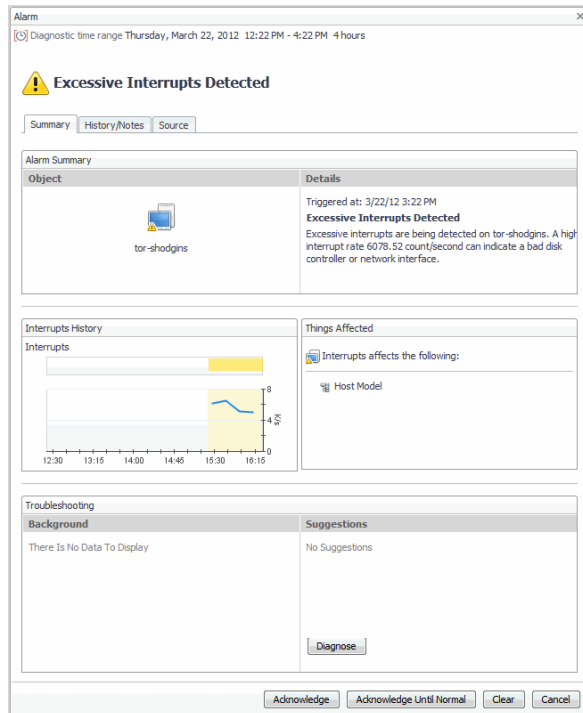 Alarm
Diagnostic time range Thursday, March 22, 2012 12:22 PM - 4:22 PM 4 hours
Excessive Interrupts Detected
Summary
History/Notes
Source
Alarm Summary
Object
Details
tor-shodgins
Triggered at: 3/22/12 3:22 PM
Excessive Interrupts Detected
Excessive interrupts are being detected on tor-shodgins. A high
interrupt rate 6078.52 count/second can indicate a bad disk
controller or network interface.
Interrupts History
Interrupts
8
4
0
K/s
12:30 13:15 14:00 14:45 15:30 16:15
Things Affected
Interrupts affects the following:
Host Model
Troubleshooting
Background
Suggestions
There Is No Data To Display
No Suggestions
Diagnose
Acknowledge
Acknowledge Until Normal
Clear
Cancel